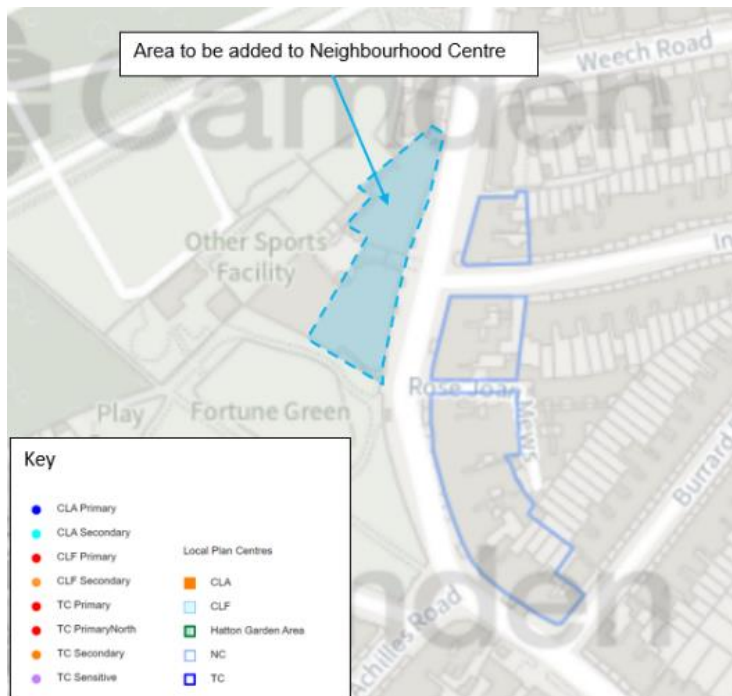 Area to be added to Neighbourhood Centre
Weech Road
Camden
Other Sports
Facility
In
Rose Joan
Mews
Play
Fortune Green
Burrard
Achilles Road
Key
CLA Primary
CLA Secondary
CLF Primary
CLF Secondary
TC Primary
TC PrimaryNorth
TC Secondary
TC Sensitive
Local Plan Centres
CLA
CLF
Hatton Garden Area
NC
TC